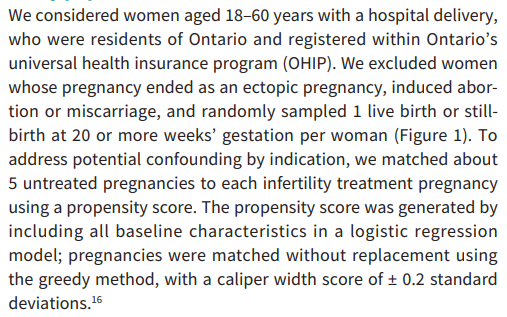 We considered women aged 18–60 years with a hospital delivery,
who were residents of Ontario and registered within Ontario’s
universal health insurance program (OHIP). We excluded women
whose pregnancy ended as an ectopic pregnancy, induced abor-
tion or miscarriage, and randomly sampled 1 live birth or still-
birth at 20 or more weeks’ gestation per woman (Figure 1). To
address potential confounding by indication, we matched about
5 untreated pregnancies to each infertility treatment pregnancy
using a propensity score. The propensity score was generated by
including all baseline characteristics in a logistic regression
model; pregnancies were matched without replacement using
the greedy method, with a caliper width score of ± 0.2 standard
deviations.16